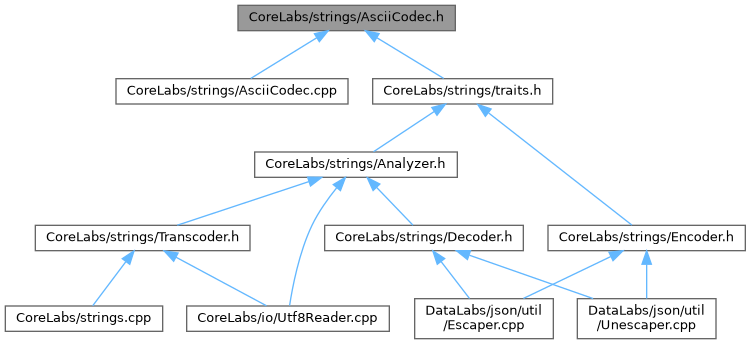 CoreLabs/strings/AsciiCodec.h
CoreLabs/strings/AsciiCodec.cpp
CoreLabs/strings/traits.h
CoreLabs/strings/Analyzer.h
CoreLabs/strings/Transcoder.h
CoreLabs/strings/Decoder.h
CoreLabs/strings/Encoder.h
CoreLabs/strings.cpp
CoreLabs/io/Utf8Reader.cpp
DataLabs/json/util
/Escaper.cpp
DataLabs/json/util
/Unescaper.cpp